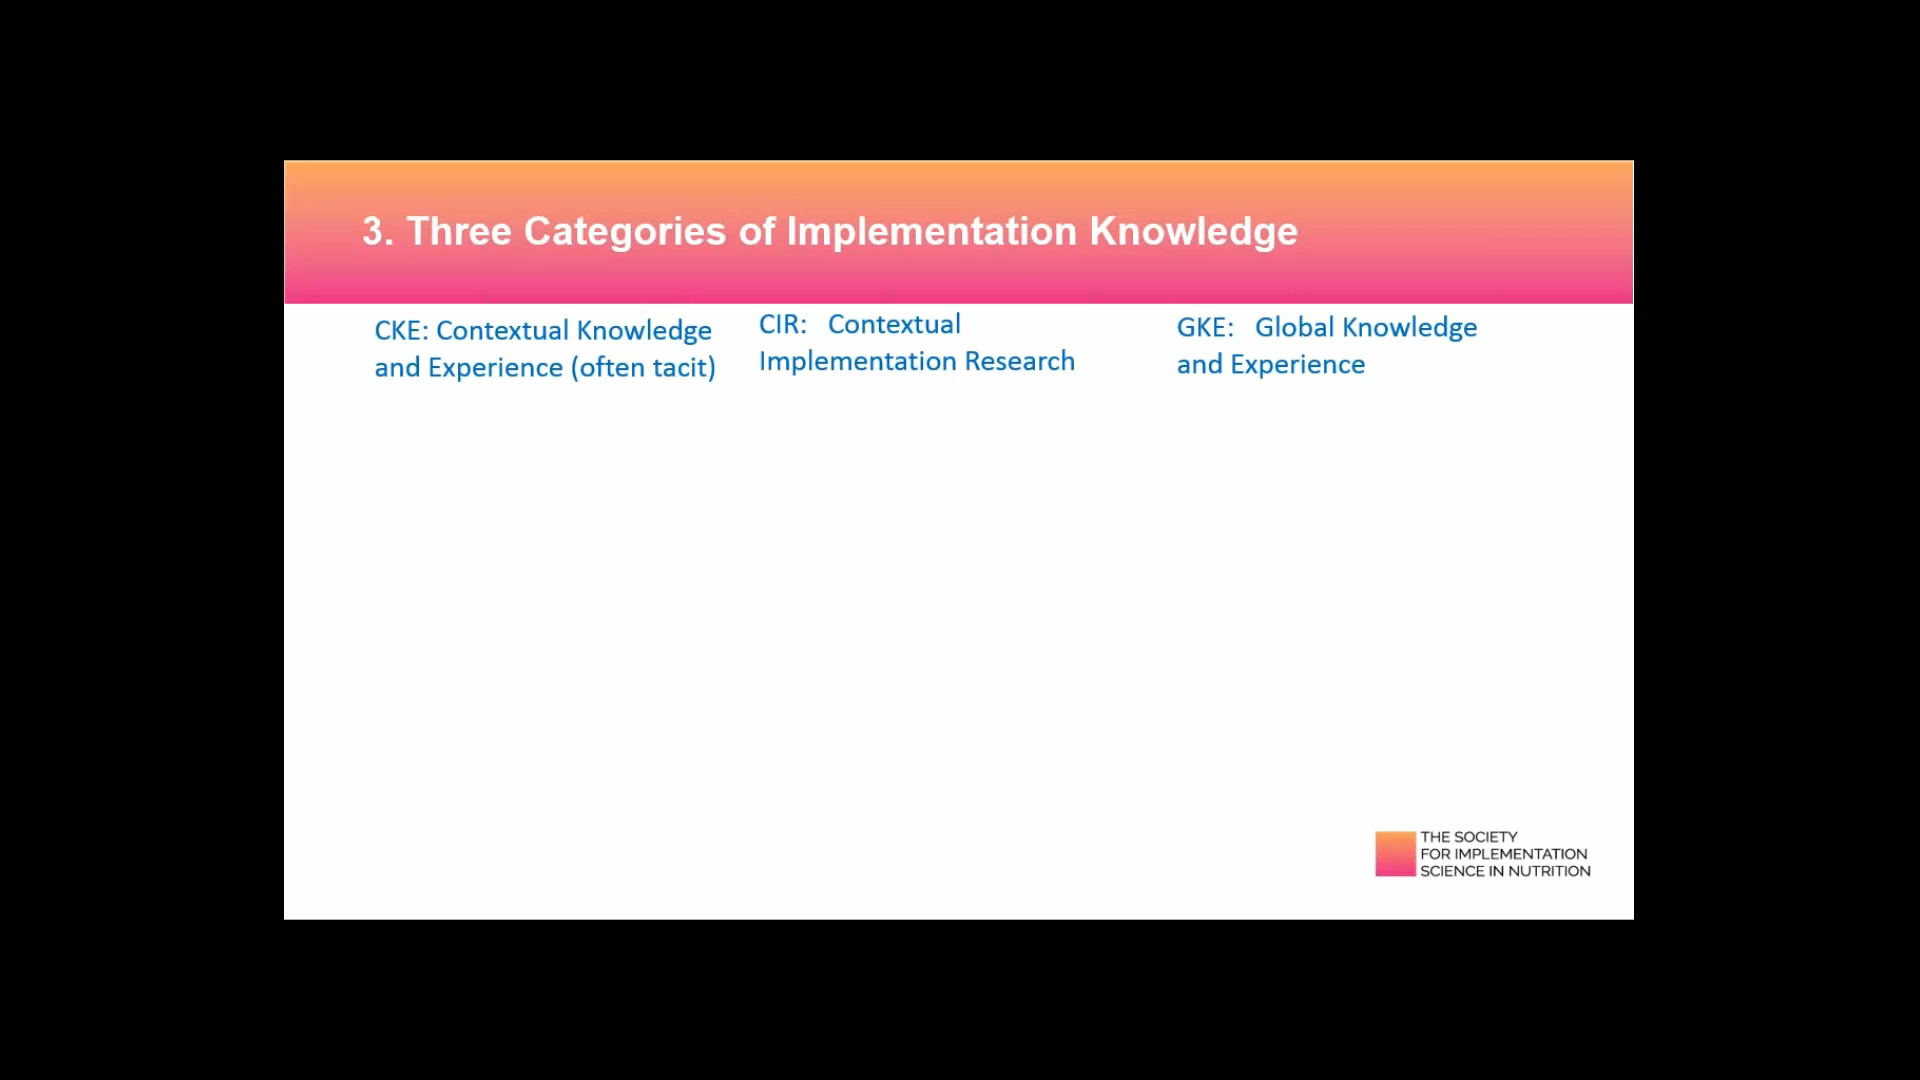 3. Three Categories of Implementation Knowledge
CKE: Contextual Knowledge
and Experience (often tacit)
CIR: Contextual
Implementation Research
GKE: Global Knowledge
and Experience
THE SOCIETY
FOR IMPLEMENTATION
SCIENCE IN NUTRITION